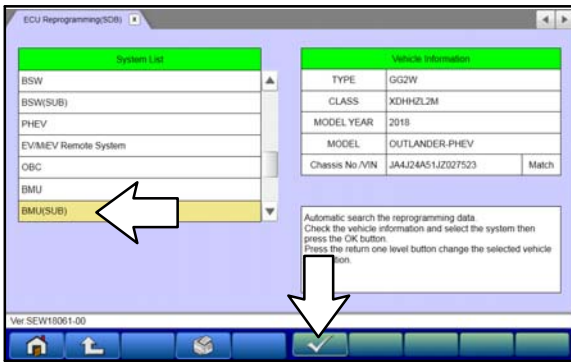 ECU Reprogramming(SDB)
System List
BSW
BSW(SUB)
PHEV
EV/MiEV Remote System
OBC
BMU
BMU(SUB)
Vehicle Information
TYPE GG2W
CLASS XDHHZL2M
MODEL YEAR 2018
MODEL OUTLANDER-PHEV
Chassis No./VIN JA4J24A51JZ027523 Match
Automatic search the reprogramming data.
Check the vehicle information and select the system then
press the OK button.
Press the return one level button change the selected vehicle
Ver.SEW18061-00